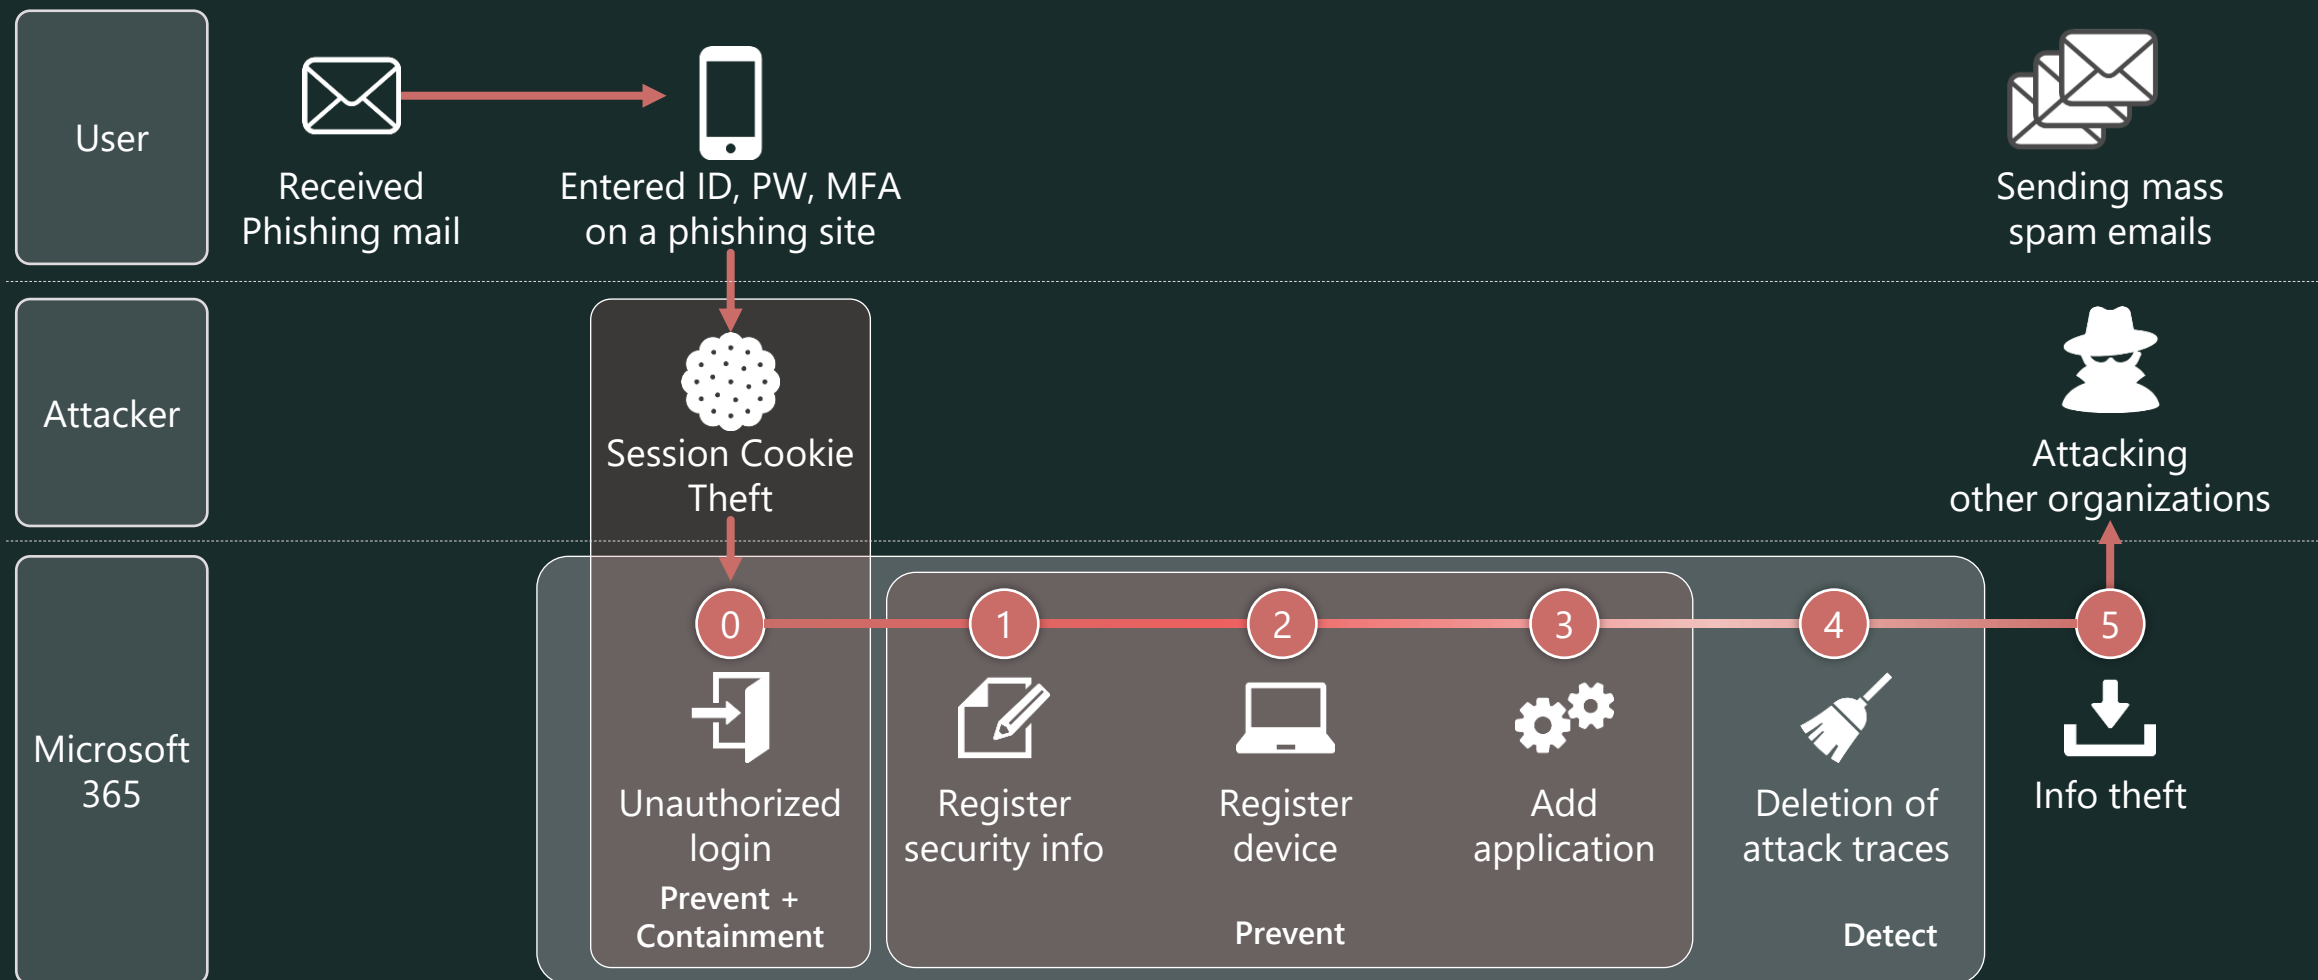 User
Received
Phishing mail
Entered ID, PW, MFA
on a phishing site
Sending mass
spam emails
Attacker
Session Cookie
Theft
Attacking
other organizations
Microsoft
365
0
1
2
3
4
5
Unauthorized
login
Register
security info
Register
device
Add
application
Deletion of
attack traces
Info theft
Prevent +
Containment
Prevent
Detect